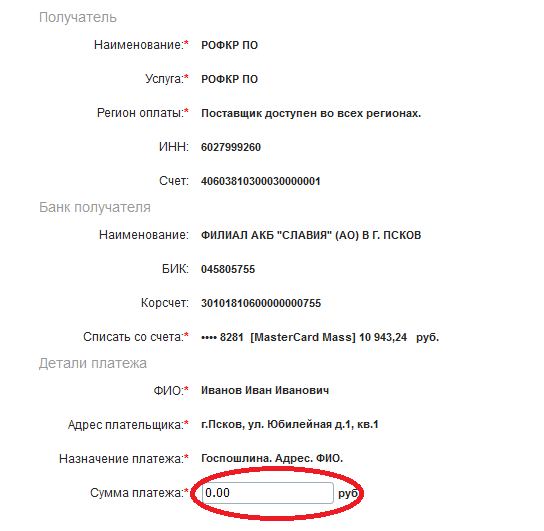 Получатель
Наименование:* РОФКР ПО
Услуга:* РОФКР ПО
Регион оплаты:* Поставщик доступен во всех регионах.
ИНН: 6027999260
Счет: 40603810300030000001
Банк получателя
Наименование: ФИЛИАЛ АКБ "СЛАВИЯ" (АО) В Г. ПСКОВ
БИК: 045805755
Корсчет: 30101810600000000755
Списать со счета:* •••• 8281 [MasterCard Mass] 10 943,24 руб.
Детали платежа
ФИО:* Иванов Иван Иванович
Адрес плательщика:* г.Псков, ул. Юбилейная д.1, кв.1
Назначение платежа:* Госпошлина. Адрес. ФИО.
Сумма платежа:* 0.00 руб